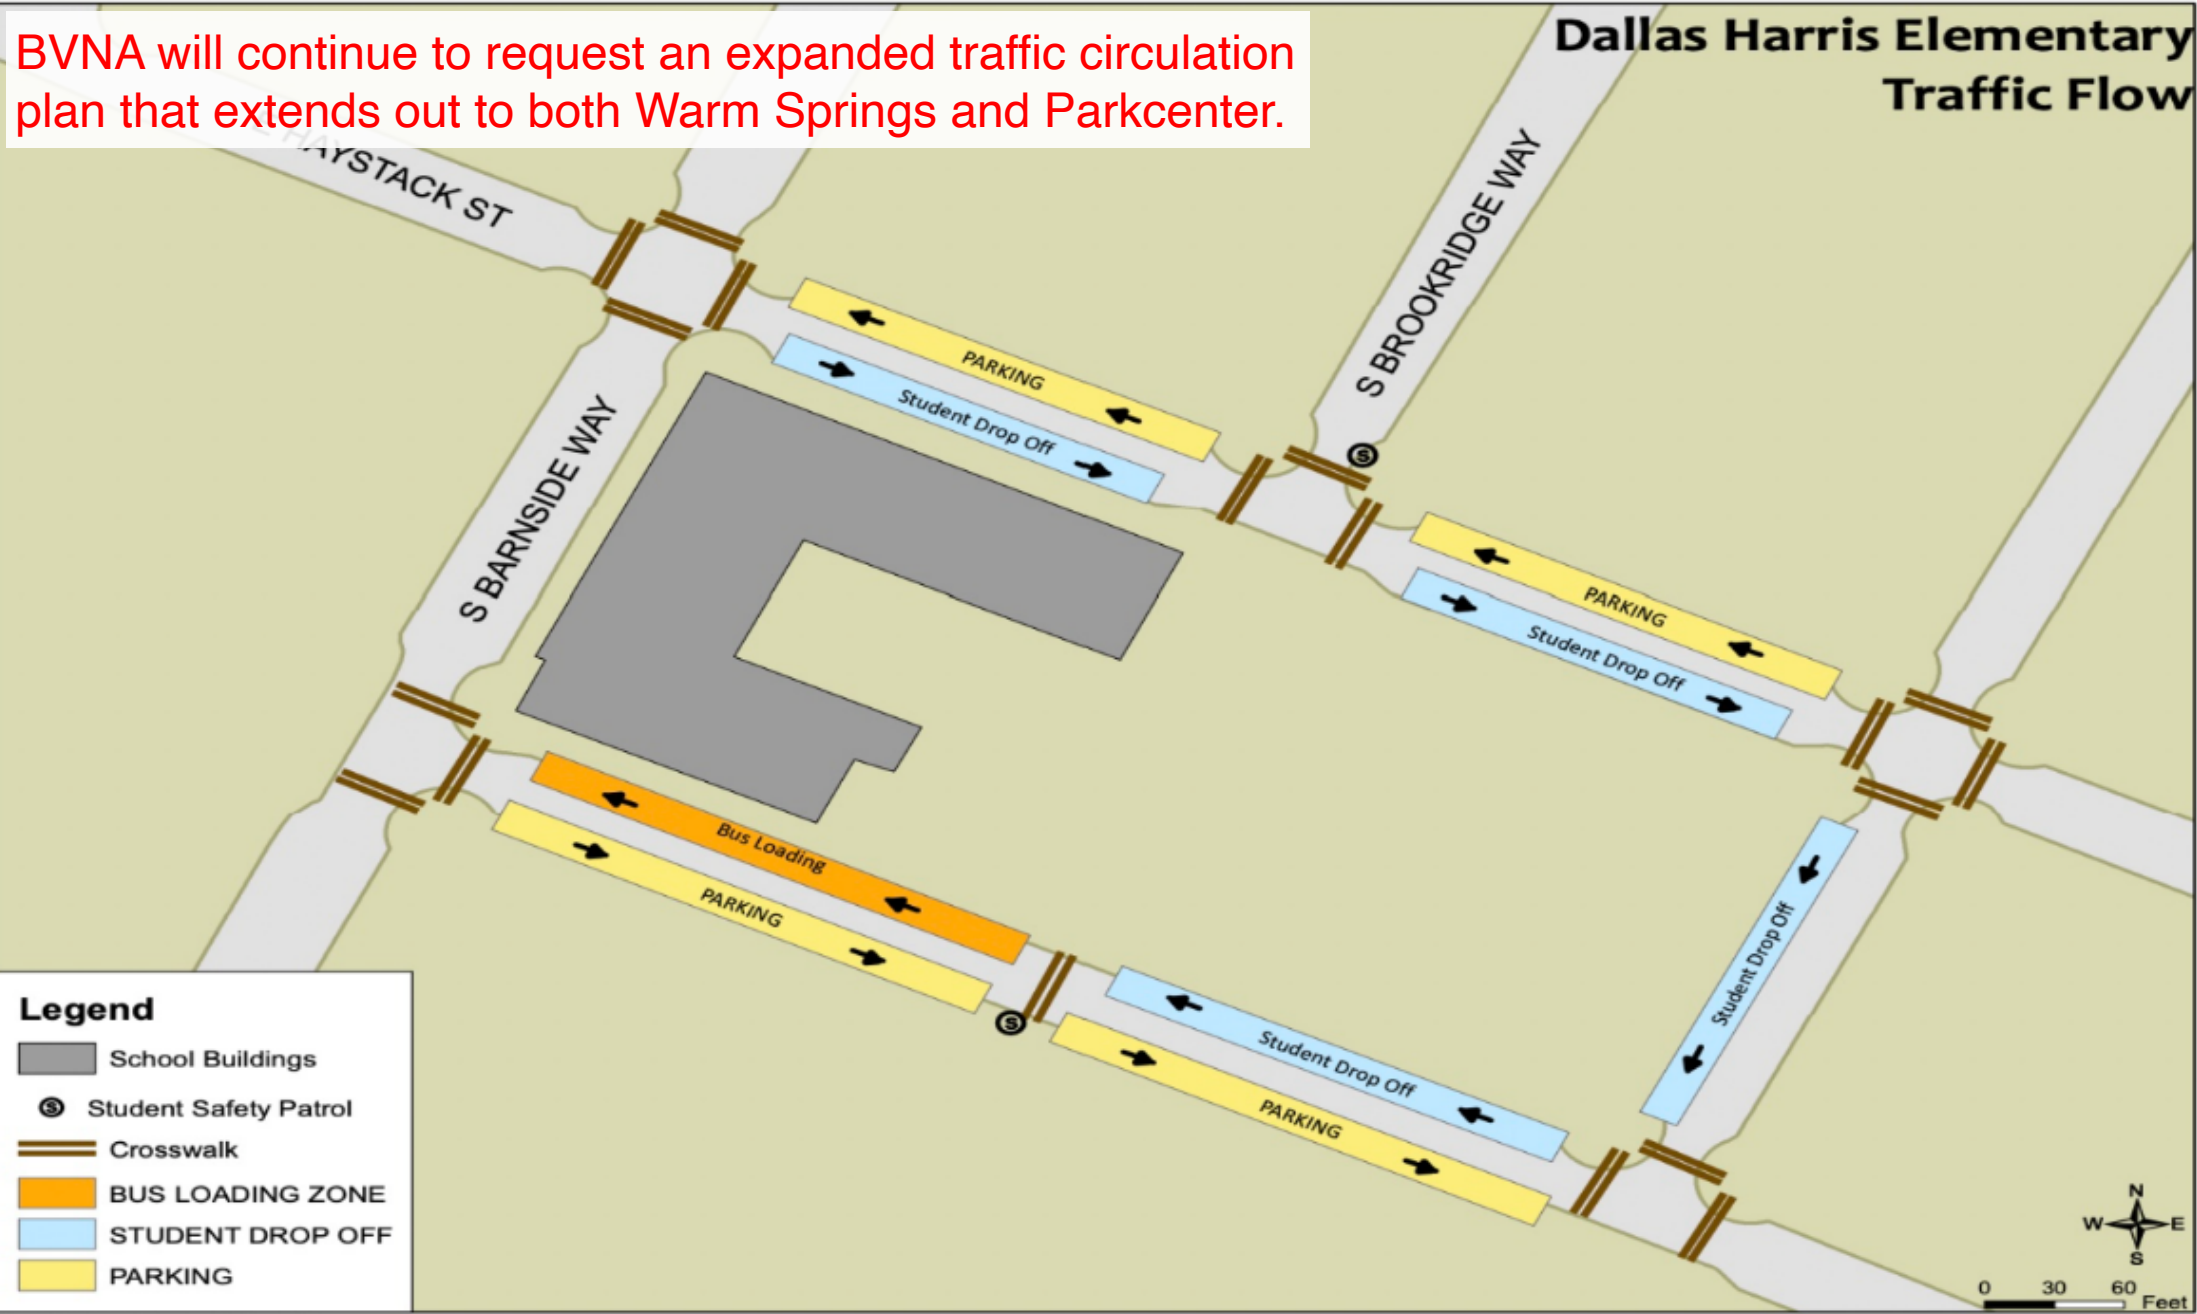 BVNA will continue to request an expanded traffic circulation
plan that extends out to both Warm Springs and Parkcenter.
Dallas Harris Elementary
Traffic Flow
E HAYSTACK ST
S BROOKRIDGE WAY
S BARNSIDE WAY
PARKING
Student Drop Off
S
PARKING
Student Drop Off
Bus Loading
PARKING
Student Drop Off
S
Student Drop Off
PARKING
Legend
School Buildings
S Student Safety Patrol
Crosswalk
BUS LOADING ZONE
STUDENT DROP OFF
PARKING
N
W E
S
0 30 60
Feet